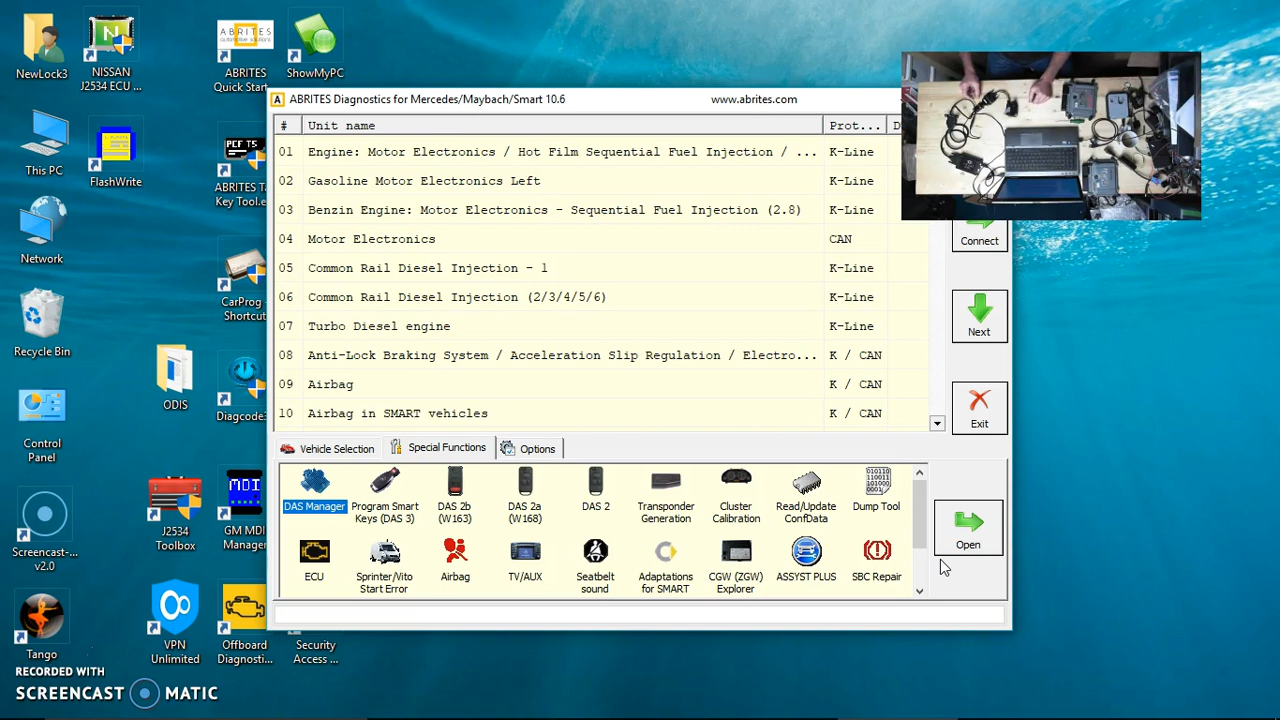 NewLock3
NISSAN
J2534 ECU ...
ABRITES
ABRITES
Quick Start
ShowMyPC
This PC
FlashWrite
ABRITES Ta
Key Tool.e
Network
CarProg -
Shortcut
Recycle Bin
ODIS
Diagcode
Control
Panel
J2534
Toolbox
MDI
GM MDI
Manager
Screencast-...
v2.0
VPN
Unlimited
Offboard
Diagnosti...
Security
Access ...
Tango
RECORDED WITH
SCREENCAST MATIC
ABRITES Diagnostics for Mercedes/Maybach/Smart 10.6 www.abrites.com
# Unit name Prot... D
01 Engine: Motor Electronics / Hot Film Sequential Fuel Injection / ... K-Line
02 Gasoline Motor Electronics Left K-Line
03 Benzin Engine: Motor Electronics - Sequential Fuel Injection (2.8) K-Line
04 Motor Electronics CAN
05 Common Rail Diesel Injection - 1 K-Line
06 Common Rail Diesel Injection (2/3/4/5/6) K-Line
07 Turbo Diesel engine K-Line
08 Anti-Lock Braking System / Acceleration Slip Regulation / Electro... K / CAN
09 Airbag K / CAN
10 Airbag in SMART vehicles K / CAN
Connect
Next
Exit
Vehicle Selection Special Functions Options
DAS Manager
Program Smart
Keys (DAS 3)
DAS 2b
(W163)
DAS 2a
(W168)
DAS 2
Transponder
Generation
Cluster
Calibration
Read/Update
ConfData
Dump Tool
ECU
Sprinter/Vito
Start Error
Airbag
TV/AUX
Seatbelt
sound
Adaptations
for SMART
CGW (ZGW)
Explorer
ASSYST PLUS
SBC Repair
Open